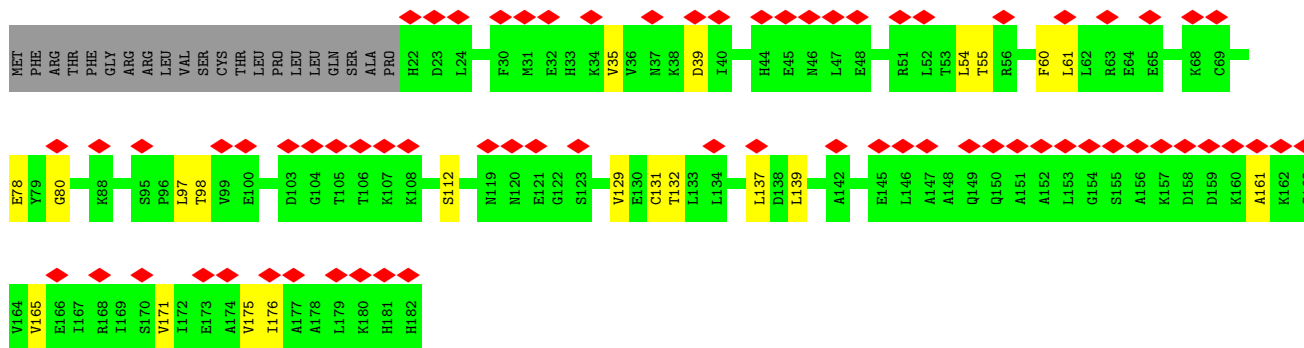 MET PHE ARG THR PHE GLY ARG ARG LEU VAL SER CYS THR LEU PRO LEU LEU GLN SER ALA PRO H22 D23 L24 F30 M31 E32 H33 K34 V35 V36 N37 K38 D39 I40 H44 E45 N46 L47 E48 R51 L52 T53 L54 T55 R56 F60 L61 L62 R63 E64 E65 K68 C69
E78 Y79 G80 K88 S95 P96 L97 T98 V99 E100 D103 G104 T105 T106 K107 K108 S112 N119 N120 E121 G122 S123 V129 E130 C131 T132 L133 L134 L137 D138 L139 A142 E145 L146 A147 A148 Q149 Q150 A151 A152 L153 G154 S155 A156 K157 D158 D159 K160 A161 K162
V164 V165 E166 I167 R168 I169 S170 V171 I172 E173 A174 V175 I176 A177 A178 L179 K180 H181 H182